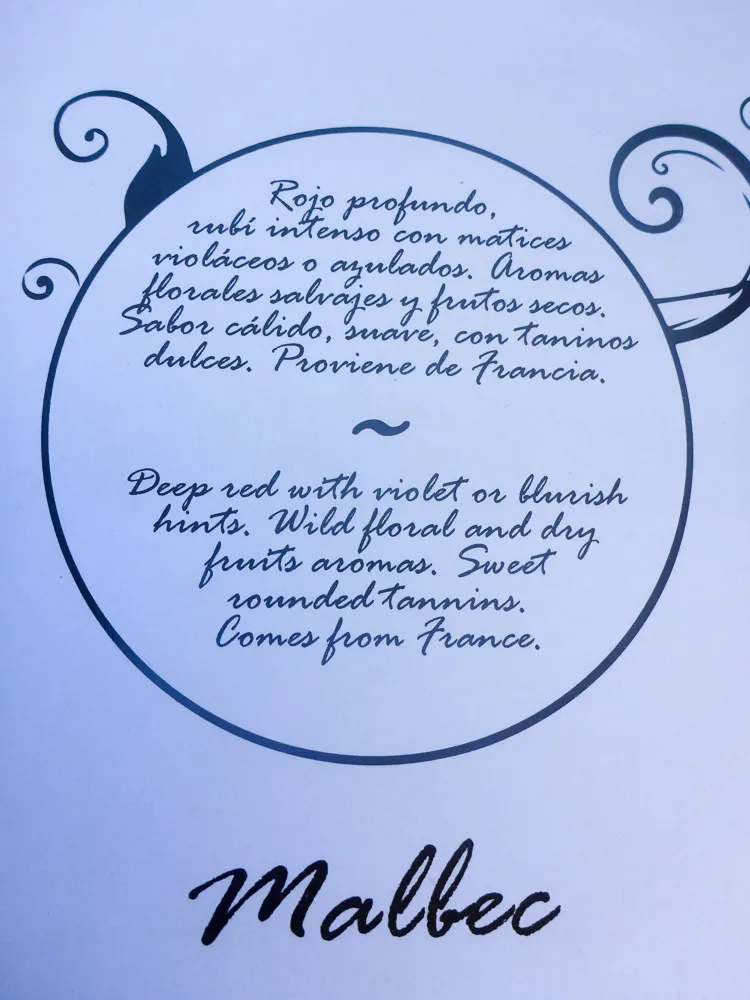 Rojo profundo,
rubí intenso con matices
violáceos o azulados. Aromas
florales salvajes y frutos secos.
Sabor cálido, suave, con taninos
dulces. Proviene de Francia.
~
Deep red with violet or blurish
hints. Wild floral and dry
fruits aromas. Sweet
rounded tannins.
Comes from France.
Malbec